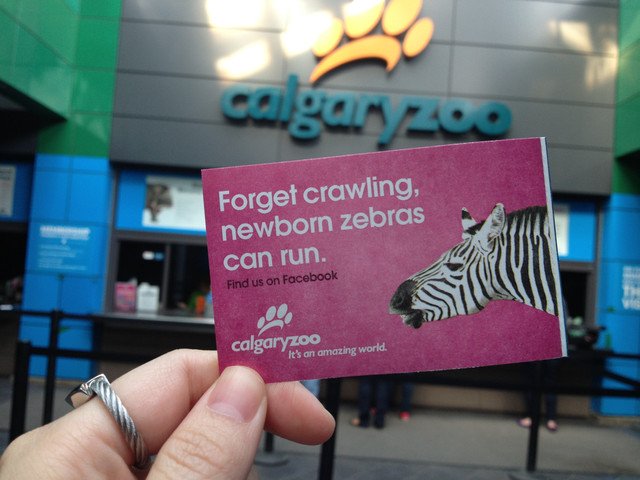 calgaryzoo
Forget crawling,
newborn zebras
can run.
Find us on Facebook
calgaryzoo
It's an amazing world.